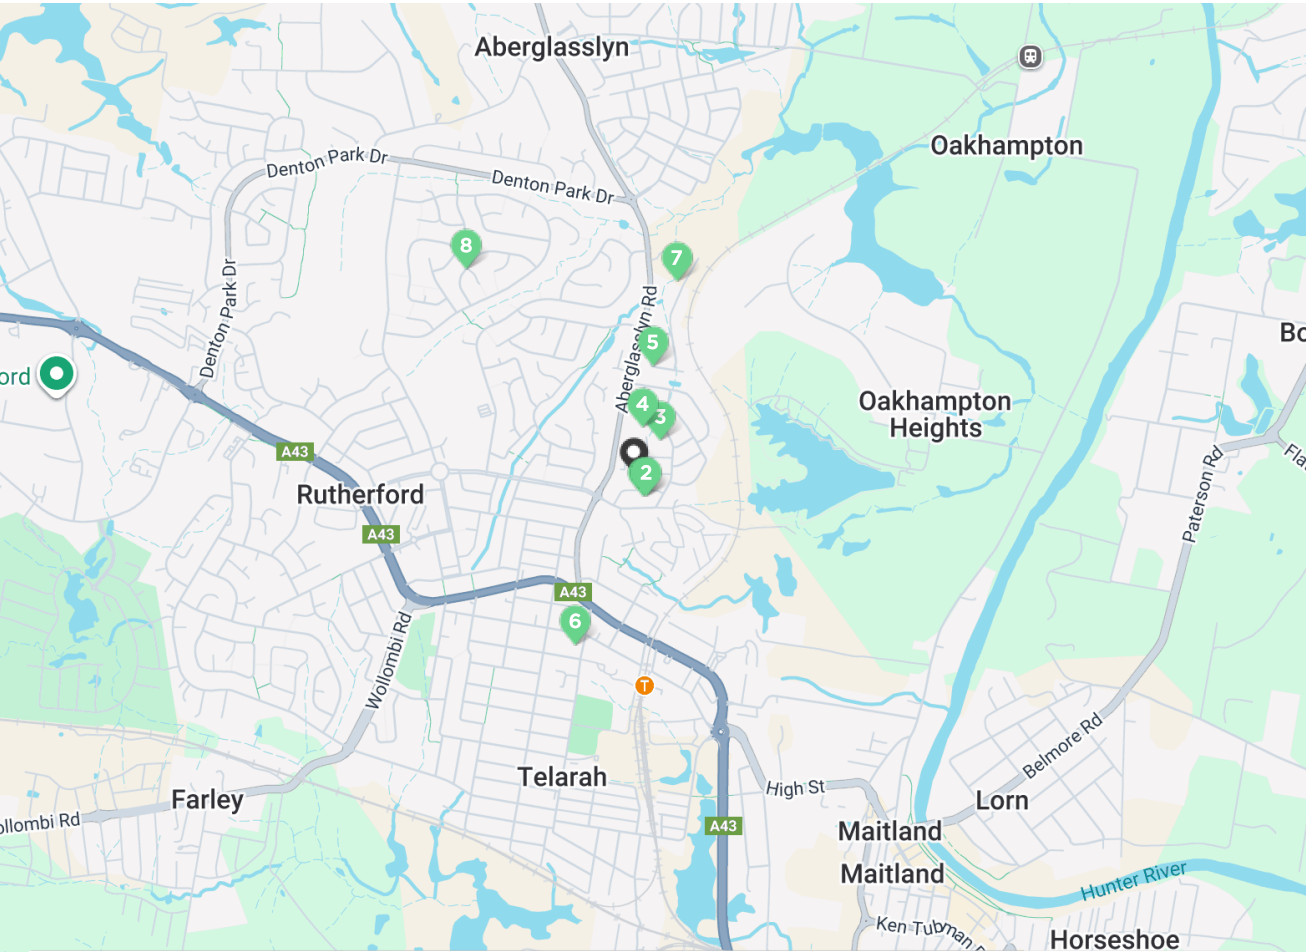 Aberglasslyn
Oakhampton
Denton Park Dr
Denton Park Dr
8
7
Denton Park Dr
Aberglasslyn Rd
5
Bo
ord
4
3
Oakhampton
Heights
A43
2
Rutherford
Paterson Rd
Fla
A43
A43
6
Wollombi Rd
T
Belmore Rd
Telarah
High St
Farley
Lorn
ollombi Rd
A43
Maitland
Maitland
Hunter River
Ken Tubman
Horseshoe